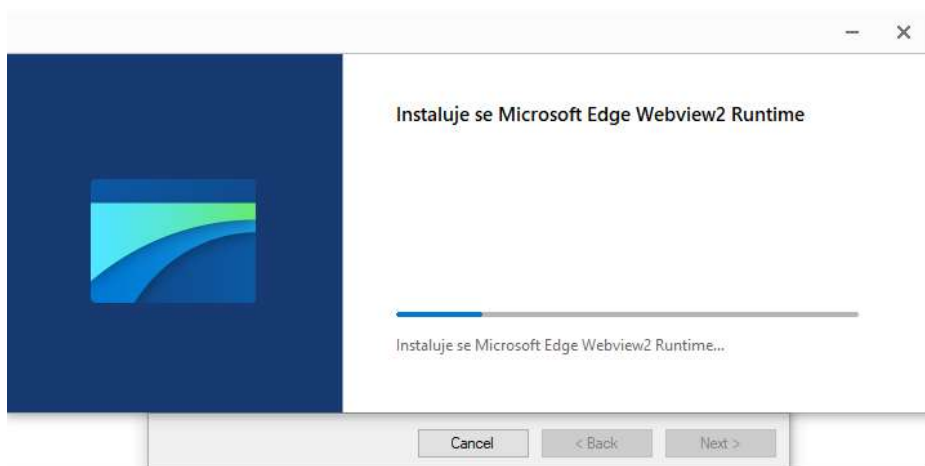 Instaluje se Microsoft Edge Webview2 Runtime
Instaluje se Microsoft Edge Webview2 Runtime...
Cancel
< Back
Next >